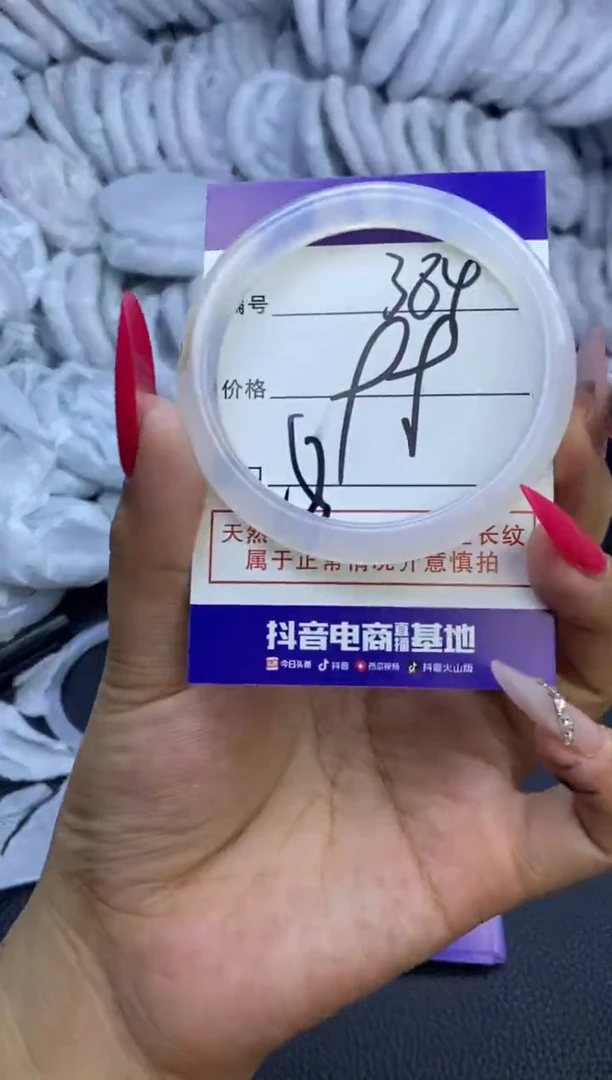 号 384
价格
天然 长纹
属于正常情况介意慎拍
抖音电商直播基地
今日头条 抖音 西瓜视频 抖音火山版